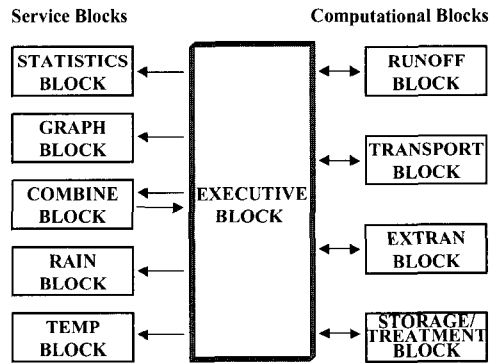 Service Blocks
Computational Blocks
STATISTICS
BLOCK
GRAPH
BLOCK
COMBINE
BLOCK
RAIN
BLOCK
TEMP
BLOCK
EXECUTIVE
BLOCK
RUNOFF
BLOCK
TRANSPORT
BLOCK
EXTRAN
BLOCK
STORAGE/
TREATMENT
BLOCK